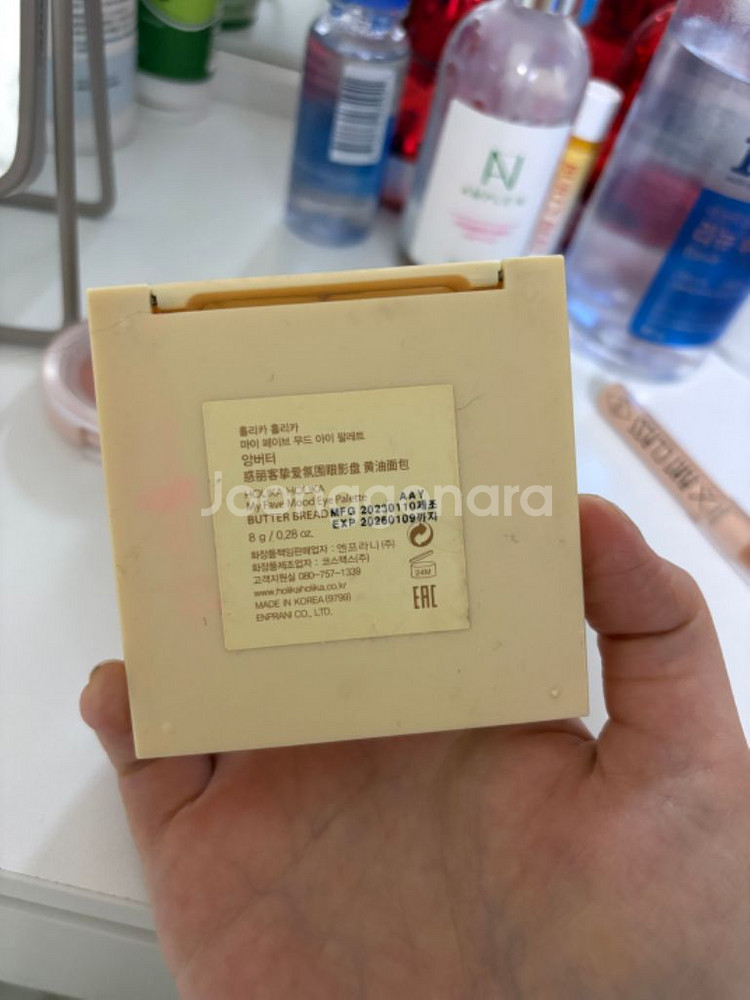 홀리카 홀리카
마이 페이브 무드 아이 팔레트
앙버터
惑丽客挚爱氛围眼影盘 黄油面包
HOLIKA HOLIKA
My Fave Mood Eye Palette
BUTTER BREAD
AAY
MFG 20230110제조
EXP 20260109까지
8 g / 0.28 oz.
화장품책임판매업자 : 엔프라니 (주)
화장품제조업자 : 코스맥스(주)
고객지원실 080-757-1339
www.holikaholika.co.kr
MADE IN KOREA (9799)
ENPRANI CO., LTD.
24M
EAC
Joongonara